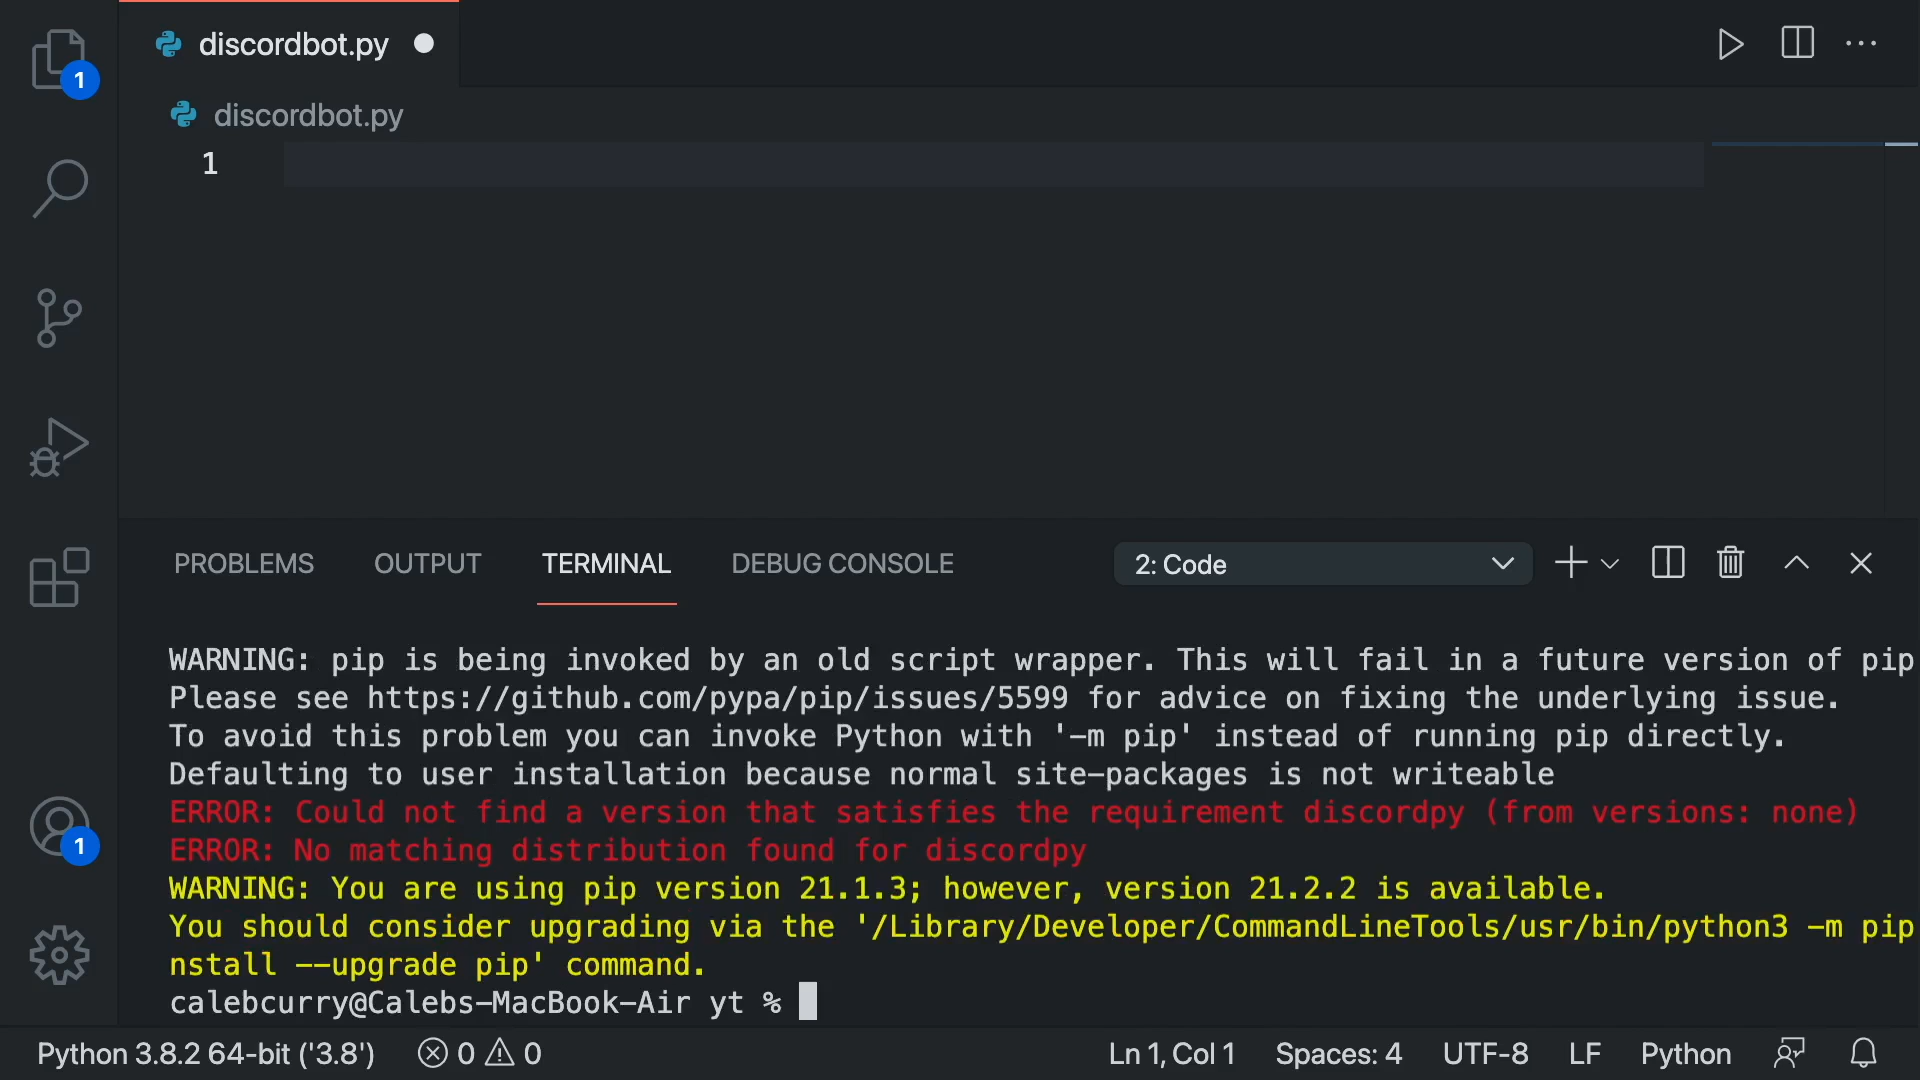 discordbot.py
1
discordbot.py
1
PROBLEMS OUTPUT TERMINAL DEBUG CONSOLE 2: Code
WARNING: pip is being invoked by an old script wrapper. This will fail in a future version of pip
Please see https://github.com/pypa/pip/issues/5599 for advice on fixing the underlying issue.
To avoid this problem you can invoke Python with '-m pip' instead of running pip directly.
Defaulting to user installation because normal site-packages is not writeable
ERROR: Could not find a version that satisfies the requirement discordpy (from versions: none)
ERROR: No matching distribution found for discordpy
WARNING: You are using pip version 21.1.3; however, version 21.2.2 is available.
You should consider upgrading via the '/Library/Developer/CommandLineTools/usr/bin/python3 -m pip
nstall --upgrade pip' command.
calebcurry@Calebs-MacBook-Air yt %
1
Python 3.8.2 64-bit ('3.8') 0 0 Ln 1, Col 1 Spaces: 4 UTF-8 LF Python